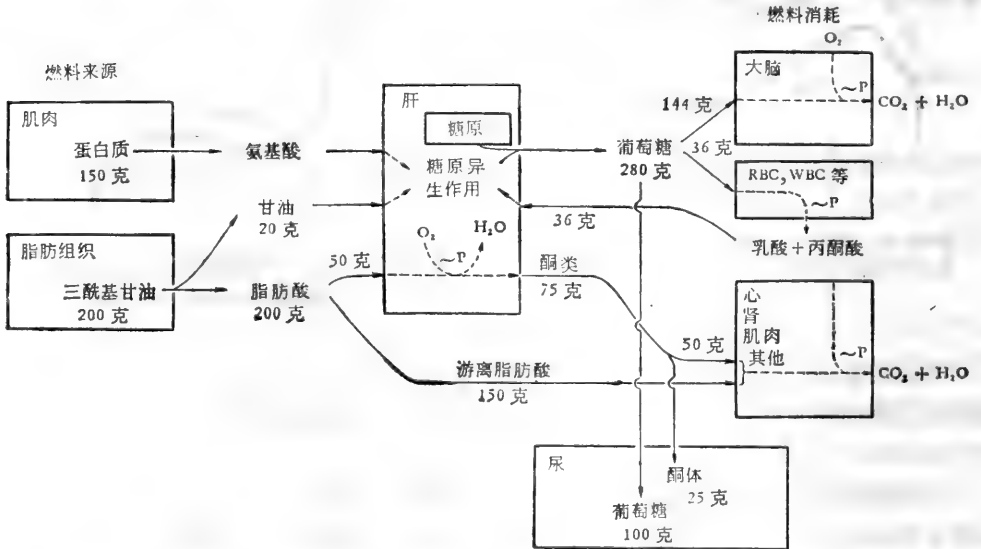 燃料来源
燃料消耗
肌肉
蛋白质
150 克
氨基酸
甘油
20 克
脂肪组织
三酰基甘油
200 克
脂肪酸
200 克
50 克
肝
糖原
糖原异
生作用
O₂
H₂O
~P
酮类
75 克
游离脂肪酸
150 克
葡萄糖
280 克
144 克
36 克
36 克
大脑
O₂
~P
CO₂ + H₂O
RBC, WBC 等
~P
乳酸+丙酮酸
50 克
心
肾
肌肉
其他
~P
CO₂ + H₂O
尿
酮体
25 克
葡萄糖
100 克